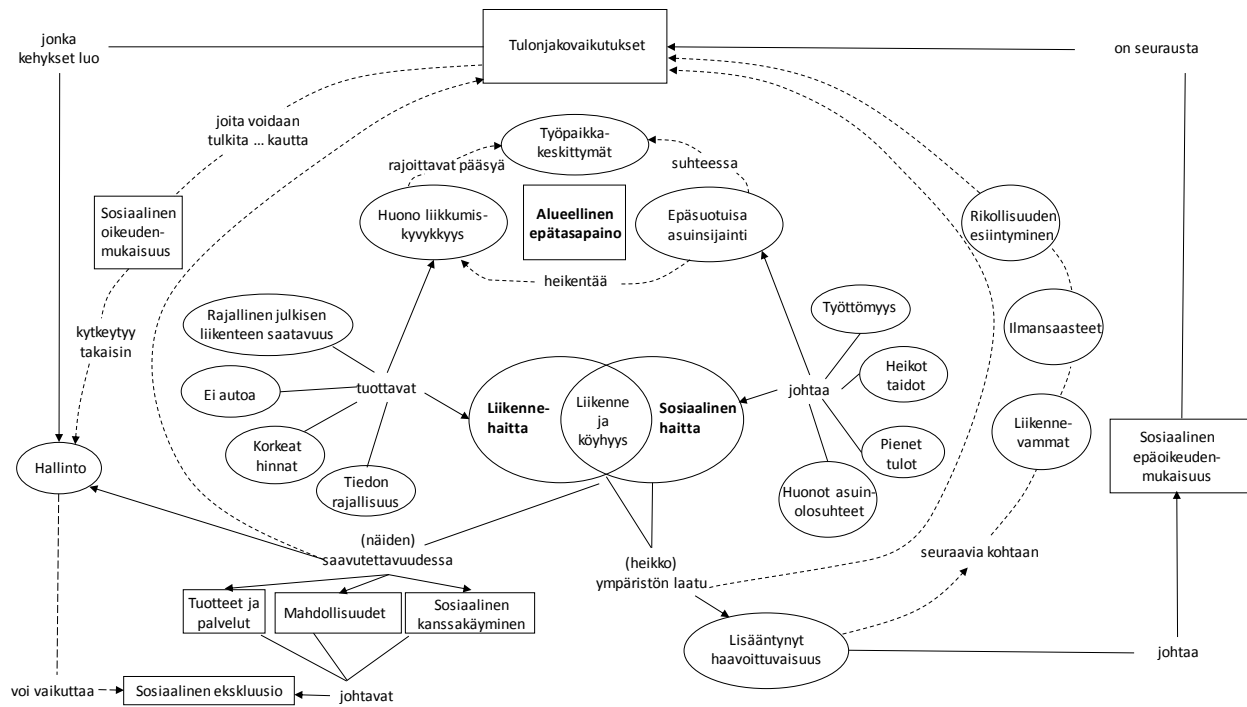 jonka
kehykset luo
Tulonjakovaikutukset
on seurausta
joita voidaan
tulkita ... kautta
Työpaikka-
keskittymät
rajoittavat pääsyä
suhteessa
Sosiaalinen
oikeuden-
mukaisuus
Huono liikkumis-
kyvykkyys
Alueellinen
epätasapaino
Epäsuotuisa
asuinsijainti
Rikollisuuden
esiintyminen
heikentää
kytkeytyy
takaisin
Rajallinen julkisen
liikenteen saatavuus
Työttömyys
Ilmansaasteet
Ei autoa
tuottavat
Liikenne-
haitta
Liikenne
ja
köyhyys
Sosiaalinen
haitta
johtaa
Heikot
taidot
Korkeat
hinnat
Pienet
tulot
Liikenne-
vammat
Sosiaalinen
epäoikeuden-
mukaisuus
Hallinto
Tiedon
rajallisuus
Huonot asuin-
olosuhteet
(näiden)
saavutettavuudessa
(heikko)
ympäristön laatu
seuraavia kohtaan
Tuotteet ja
palvelut
Mahdollisuudet
Sosiaalinen
kanssakäyminen
Lisääntynyt
haavoittuvaisuus
johtaa
voi vaikuttaa
Sosiaalinen ekskluusio
johtavat